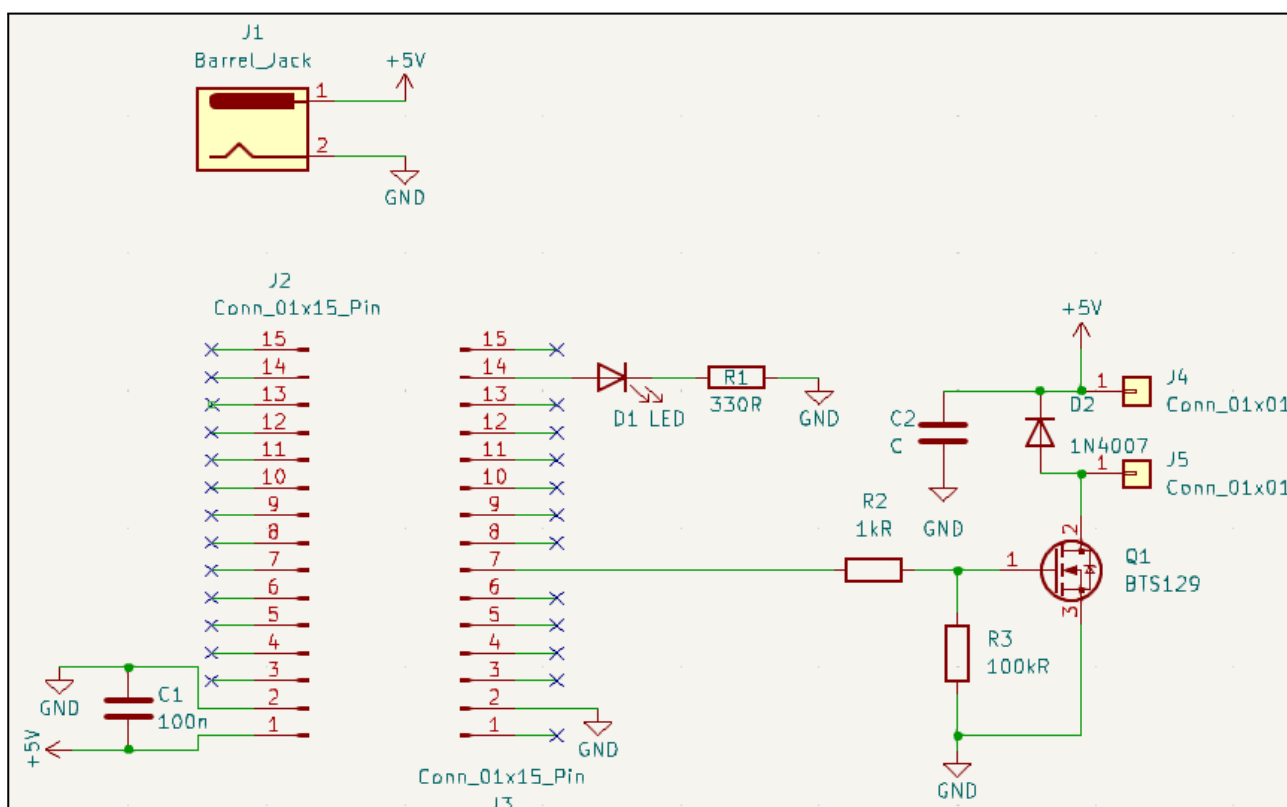 J1
Barrel_Jack
+5V
1
2
GND
J2
Conn_01x15_Pin
15
14
13
12
11
10
9
8
7
6
5
4
3
2
1
GND
C1
100n
+5V
15
14
13
12
11
10
9
8
7
6
5
4
3
2
1
GND
Conn_01x15_Pin
J3
D1 LED
R1
330R
GND
+5V
C2
C
GND
D2
1N4007
1
J4
Conn_01x01
1
J5
Conn_01x01
R2
1kR
R3
100kR
GND
1
2
3
Q1
BTS129